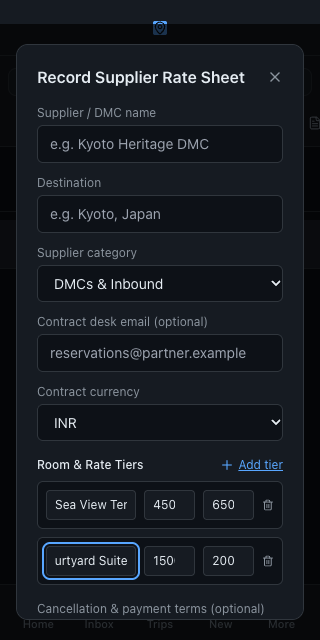 Record Supplier Rate Sheet
Supplier / DMC name
e.g. Kyoto Heritage DMC
Destination
e.g. Kyoto, Japan
Supplier category
DMCs & Inbound
Contract desk email (optional)
reservations@partner.example
Contract currency
INR
Room & Rate Tiers
+ Add tier
Sea View Ter 450 650
urtyard Suite 150 200
Cancellation & payment terms (optional)
Home Inbox Trips New More